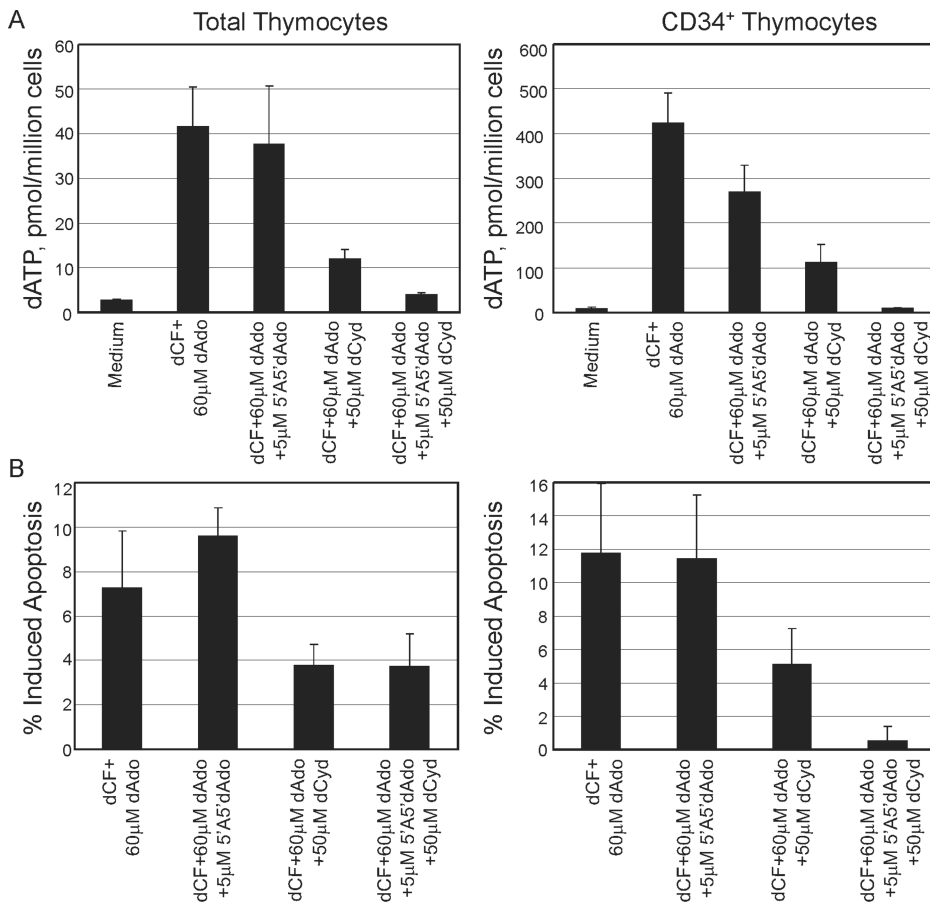 A
Total Thymocytes
CD34⁺ Thymocytes
dATP, pmol/million cells
60
50
40
30
20
10
0
Medium
dCF+
60µM dAdo
dCF+60µM dAdo
+5µM 5'A5'dAdo
dCF+60µM dAdo
+50µM dCyd
dCF+60µM dAdo
+5µM 5'A5'dAdo
+50µM dCyd
dATP, pmol/million cells
600
500
400
300
200
100
0
Medium
dCF+
60µM dAdo
dCF+60µM dAdo
+5µM 5'A5'dAdo
dCF+60µM dAdo
+50µM dCyd
dCF+60µM dAdo
+5µM 5'A5'dAdo
+50µM dCyd
B
% Induced Apoptosis
12
10
8
6
4
2
0
dCF+
60µM dAdo
dCF+60µM dAdo
+5µM 5'A5'dAdo
dCF+60µM dAdo
+50µM dCyd
dCF+60µM dAdo
+5µM 5'A5'dAdo
+50µM dCyd
% Induced Apoptosis
16
14
12
10
8
6
4
2
0
dCF+
60µM dAdo
dCF+60µM dAdo
+5µM 5'A5'dAdo
dCF+60µM dAdo
+50µM dCyd
dCF+60µM dAdo
+5µM 5'A5'dAdo
+50µM dCyd